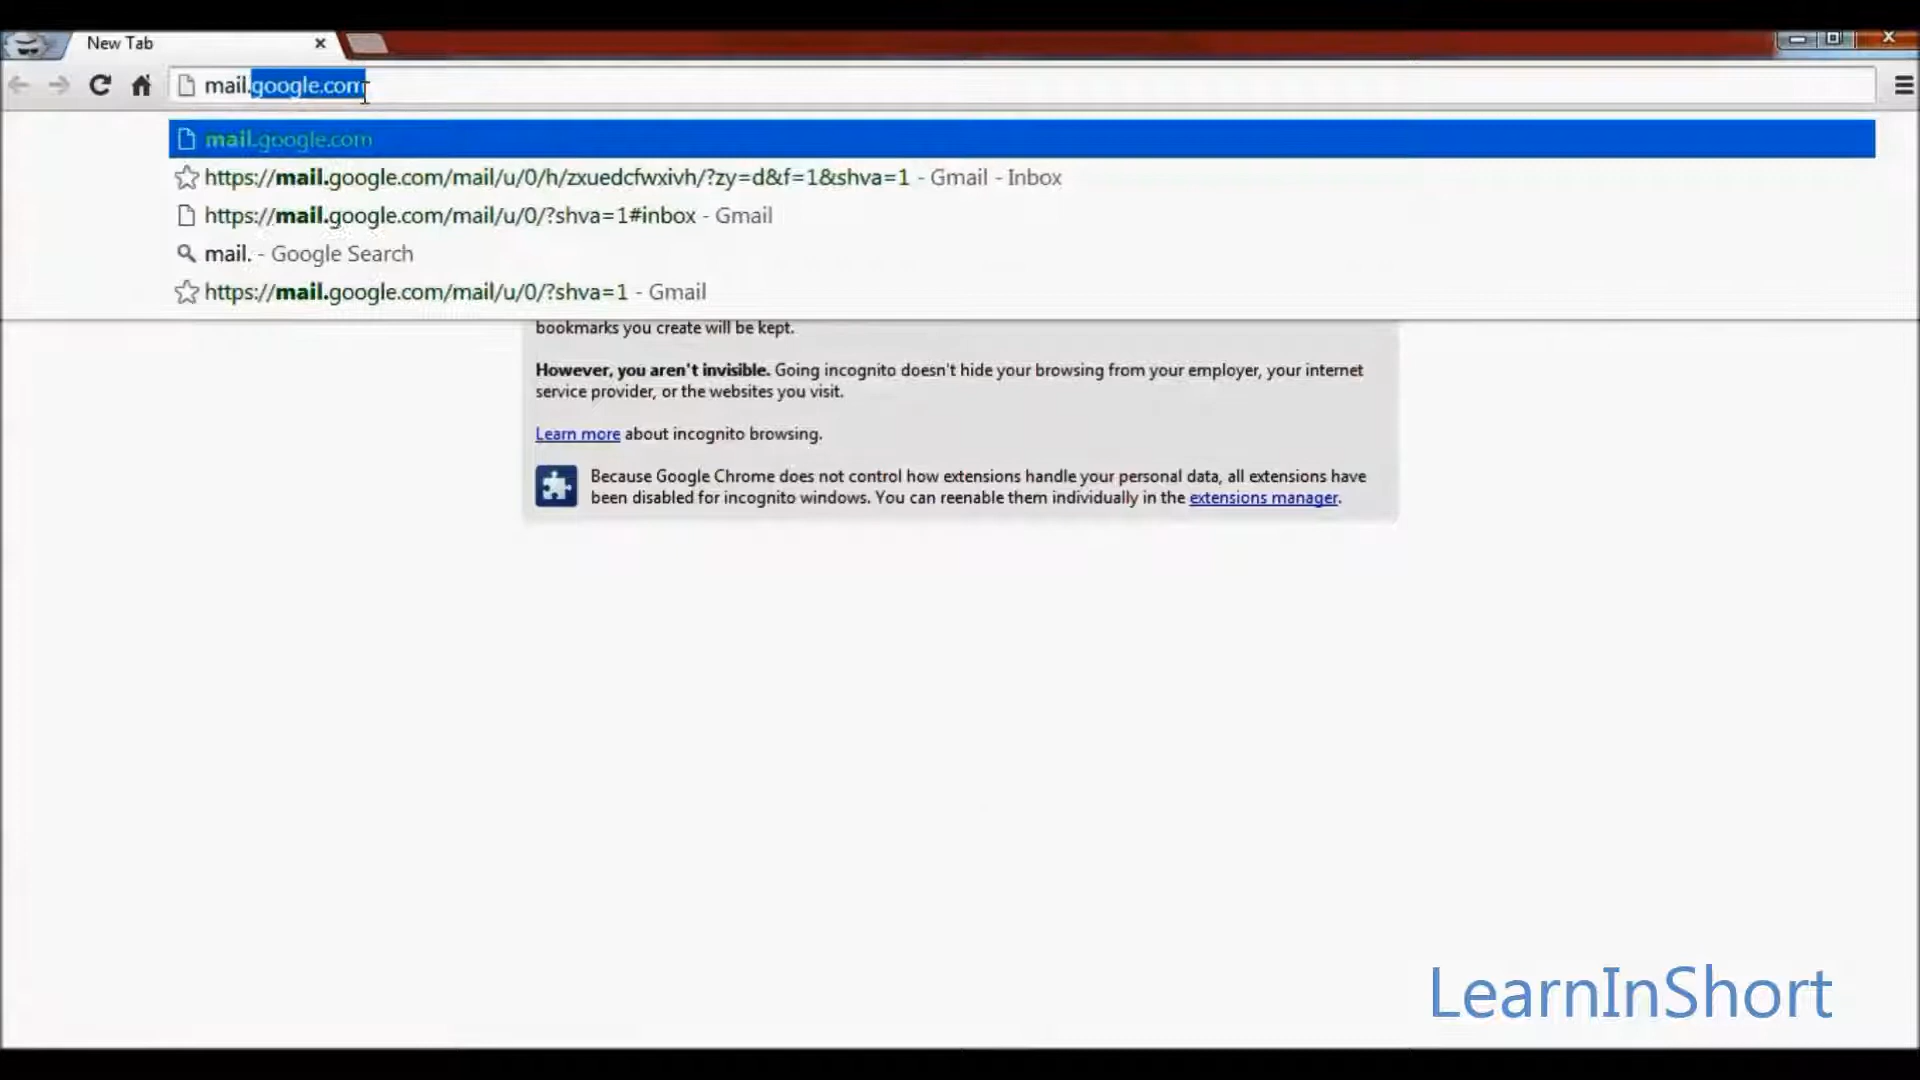 New Tab
mail.google.com
mail.google.com
https://mail.google.com/mail/u/0/h/zxuedcfwxivh/?zy=d&f=1&shva=1 - Gmail - Inbox
https://mail.google.com/mail/u/0/?shva=1#inbox - Gmail
mail. - Google Search
https://mail.google.com/mail/u/0/?shva=1 - Gmail
bookmarks you create will be kept.
However, you aren't invisible. Going incognito doesn't hide your browsing from your employer, your internet
service provider, or the websites you visit.
Learn more about incognito browsing.
Because Google Chrome does not control how extensions handle your personal data, all extensions have
been disabled for incognito windows. You can reenable them individually in the extensions manager.
LearnInShort